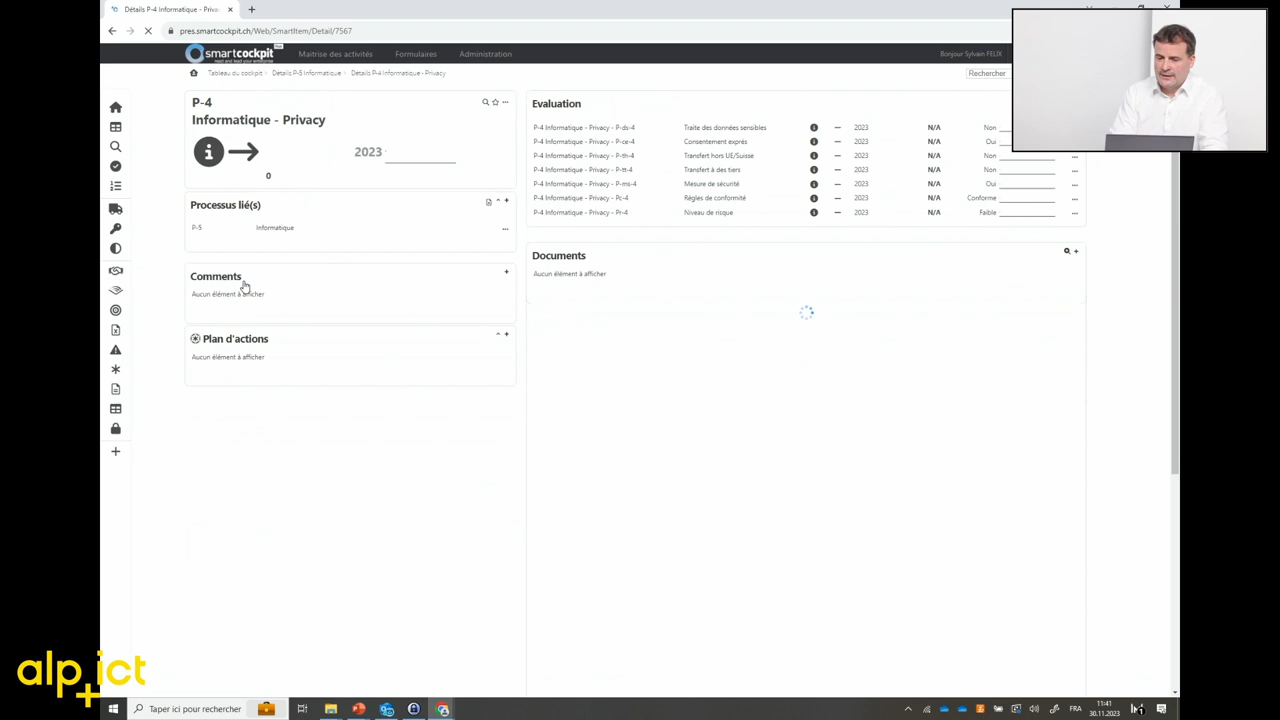 Détails P-4 Informatique - Priva
pres.smartcockpit.ch/Web/SmartItem/Detail/7567
smartcockpit
read and lead your enterprise
Maitrise des activités
Formulaires
Administration
Bonjour Sylvain FELIX
Tableau du cockpit > Détails P-5 Informatique > Détails P-4 Informatique - Privacy
Rechercher
P-4
Informatique - Privacy
2023
0
Processus lié(s)
P-5 Informatique
Comments
Aucun élément à afficher
Plan d'actions
Aucun élément à afficher
Evaluation
P-4 Informatique - Privacy - P-ds-4 Traite des données sensibles 2023 N/A Non
P-4 Informatique - Privacy - P-ce-4 Consentement exprès 2023 N/A Oui
P-4 Informatique - Privacy - P-th-4 Transfert hors UE/Suisse 2023 N/A Non
P-4 Informatique - Privacy - P-tt-4 Transfert à des tiers 2023 N/A Non
P-4 Informatique - Privacy - P-ms-4 Mesure de sécurité 2023 N/A Oui
P-4 Informatique - Privacy - Pc-4 Règles de conformité 2023 N/A Conforme
P-4 Informatique - Privacy - Pr-4 Niveau de risque 2023 N/A Faible
Documents
Aucun élément à afficher
alp ict
Taper ici pour rechercher
FRA
11:41
30.11.2023